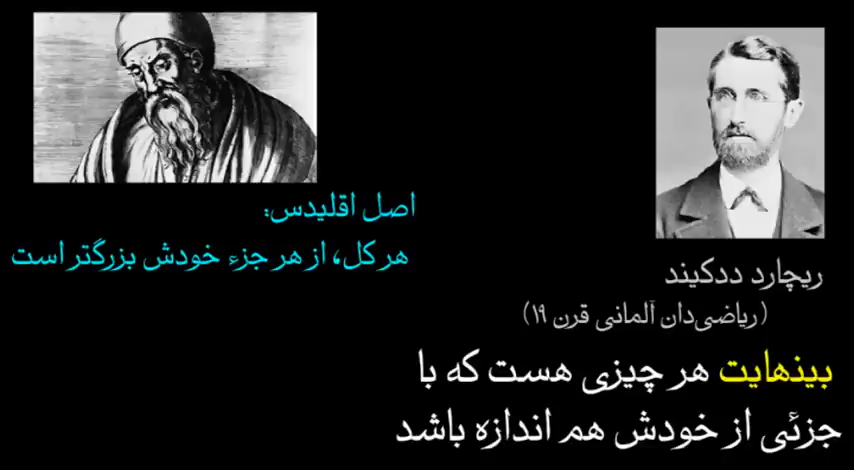 اصل اقلیدس:
هر کل، از هر جزء خودش بزرگتر است
ریچارد ددکیند
(ریاضی‌دان آلمانی قرن ۱۹)
بینهایت هر چیزی هست که با
جزئی از خودش هم اندازه باشد